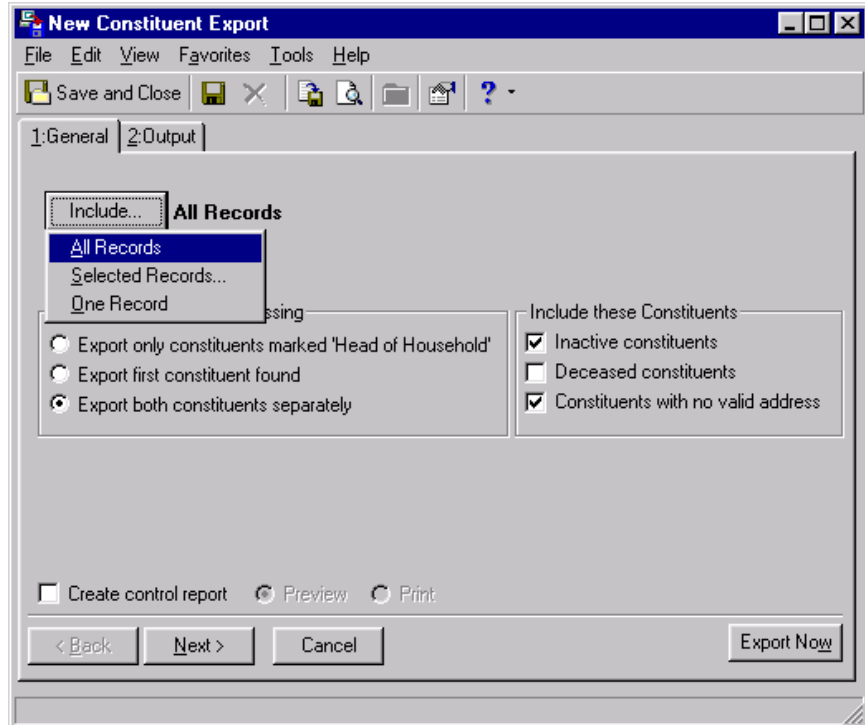 New Constituent Export
File Edit View Favorites Tools Help
Save and Close
1:General 2:Output
Include... All Records
All Records
Selected Records...
One Record
Include these Constituents
Export only constituents marked 'Head of Household'
Inactive constituents
Export first constituent found
Deceased constituents
Export both constituents separately
Constituents with no valid address
Create control report Preview Print
< Back Next > Cancel Export Now